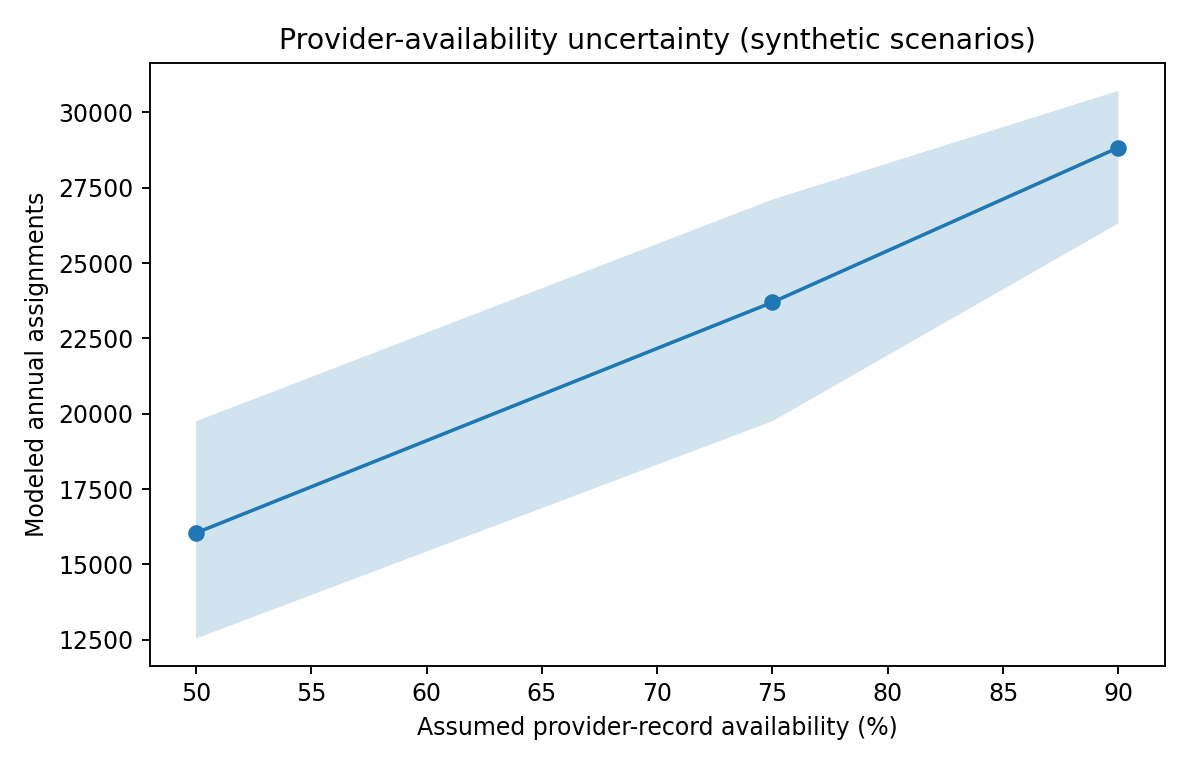 Provider-availability uncertainty (synthetic scenarios)
Modeled annual assignments
30000
27500
25000
22500
20000
17500
15000
12500
50 55 60 65 70 75 80 85 90
Assumed provider-record availability (%)